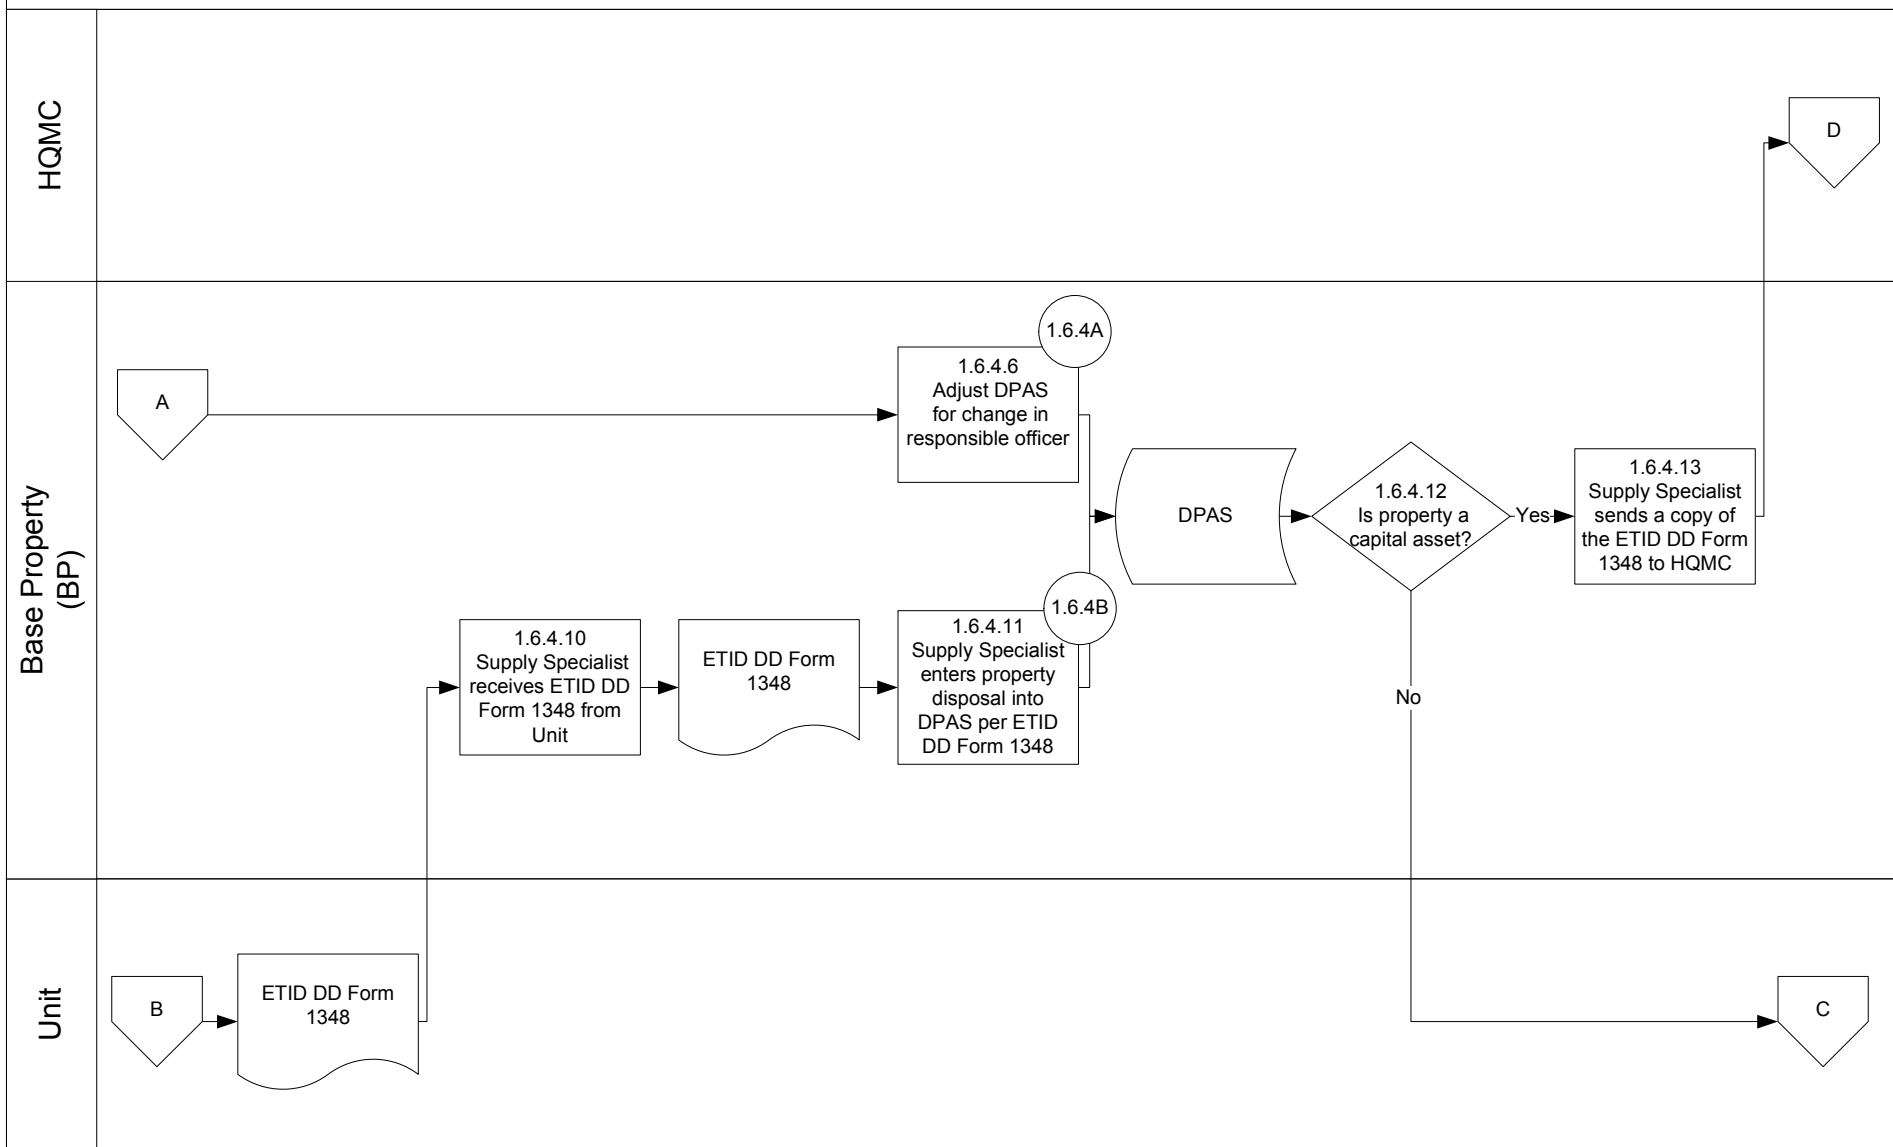 HQMC
D
Base Property
(BP)
A
1.6.4A
1.6.4.6
Adjust DPAS
for change in
responsible officer
DPAS
1.6.4.12
Is property a
capital asset?
Yes
1.6.4.13
Supply Specialist
sends a copy of
the ETID DD Form
1348 to HQMC
1.6.4.10
Supply Specialist
receives ETID DD
Form 1348 from
Unit
ETID DD Form
1348
1.6.4B
1.6.4.11
Supply Specialist
enters property
disposal into
DPAS per ETID
DD Form 1348
No
Unit
B
ETID DD Form
1348
C